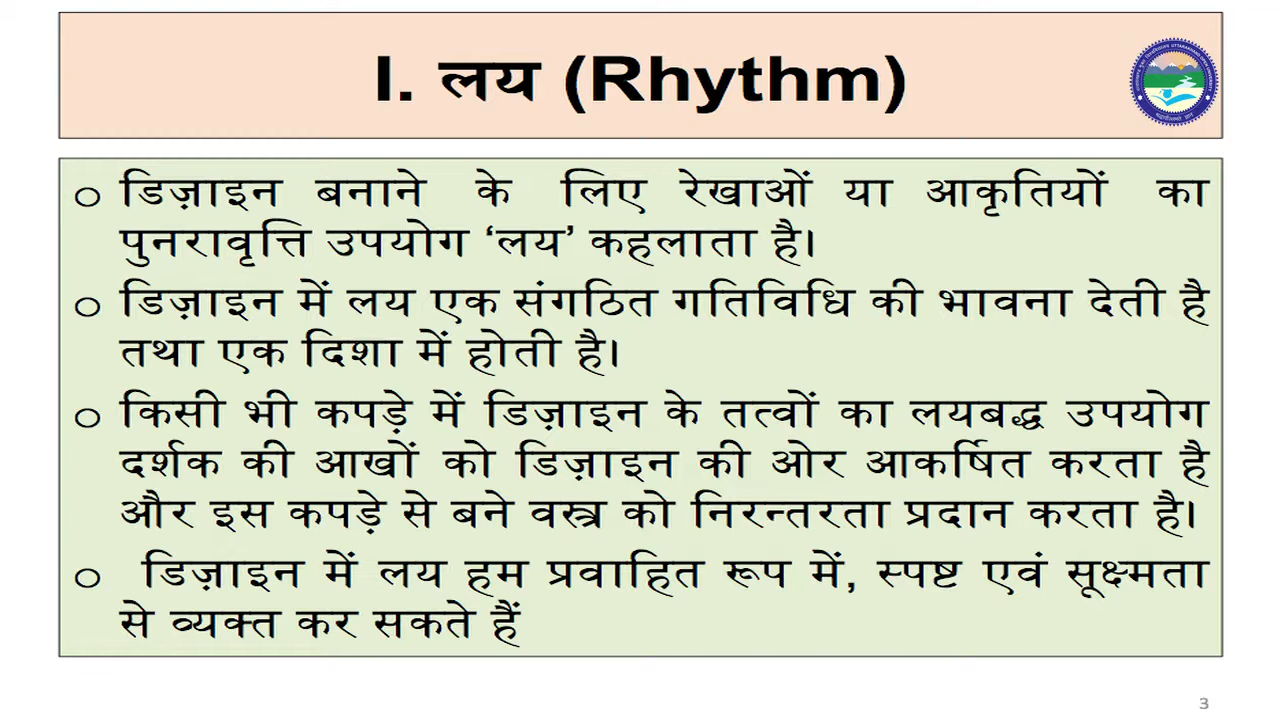 I. लय (Rhythm)
o डिज़ाइन बनाने के लिए रेखाओं या आकृतियों का
पुनरावृत्ति उपयोग ‘लय’ कहलाता है।
o डिज़ाइन में लय एक संगठित गतिविधि की भावना देती है
तथा एक दिशा में होती है।
o किसी भी कपड़े में डिज़ाइन के तत्वों का लयबद्ध उपयोग
दर्शक की आखों को डिज़ाइन की ओर आकर्षित करता है
और इस कपड़े से बने वस्त्र को निरन्तरता प्रदान करता है।
o डिज़ाइन में लय हम प्रवाहित रूप में, स्पष्ट एवं सूक्ष्मता
से व्यक्त कर सकते हैं
3